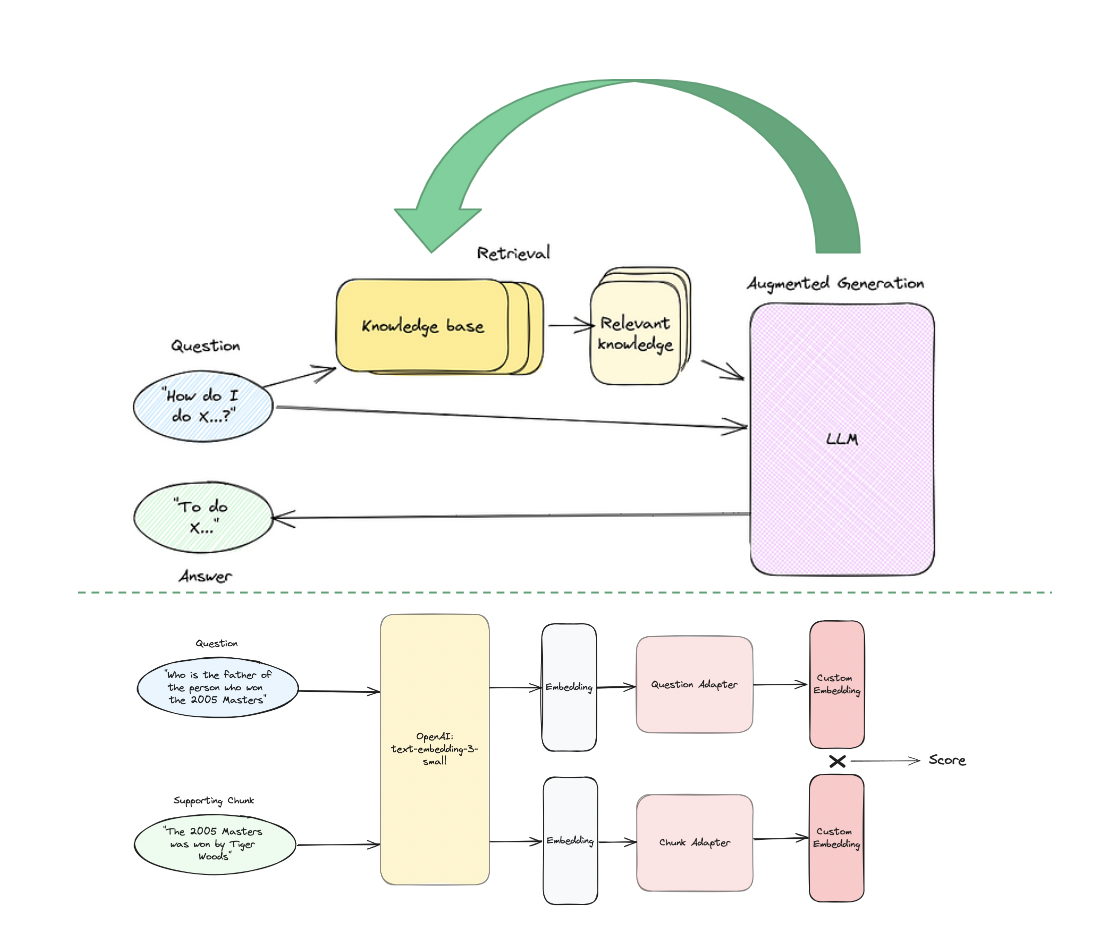 Retrieval
Augmented Generation
Knowledge base
Relevant
knowledge
Question
"How do I
do X...?"
LLM
"To do
X..."
Answer
Question
"Who is the father of
the person who won
the 2005 Masters"
OpenAI:
text-embedding-3-
small
Embedding
Question Adapter
Custom
Embedding
Score
Supporting Chunk
"The 2005 Masters
was won by Tiger
Woods"
Embedding
Chunk Adapter
Custom
Embedding